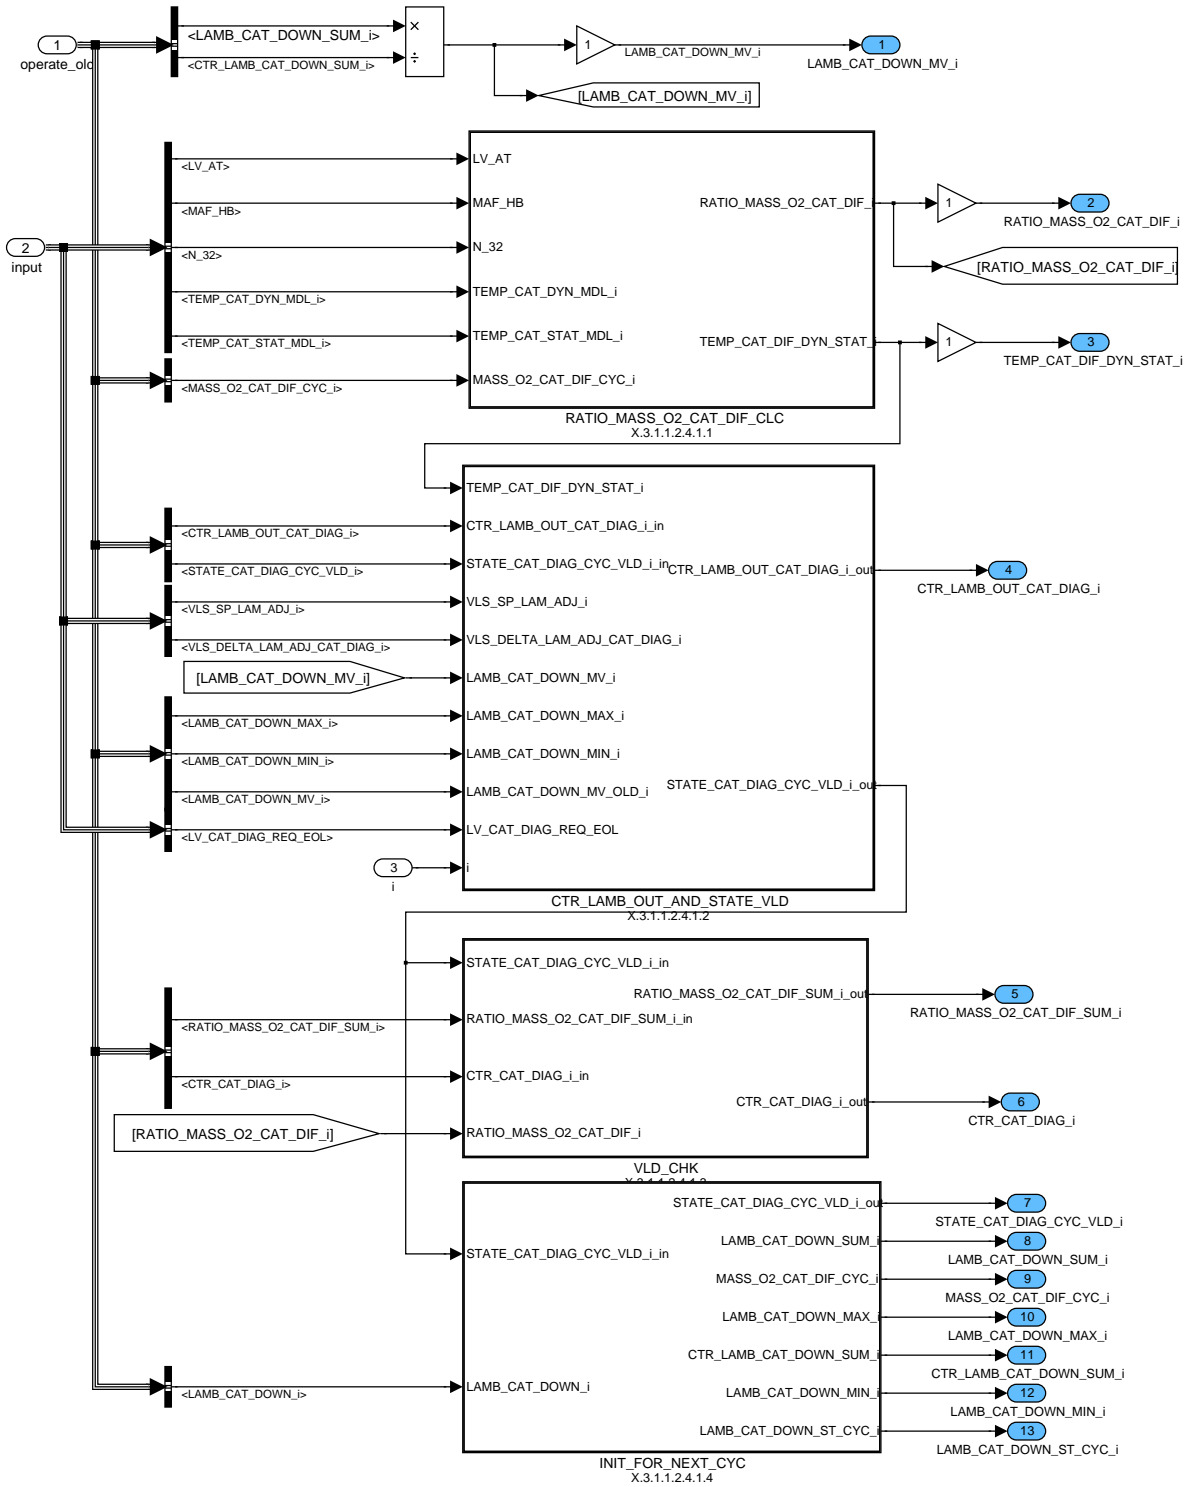 1
operate_old
<LAMB_CAT_DOWN_SUM_i>
<CTR_LAMB_CAT_DOWN_SUM_i>
×
÷
1
LAMB_CAT_DOWN_MV_i
1
LAMB_CAT_DOWN_MV_i
[LAMB_CAT_DOWN_MV_i]
2
input
<LV_AT>
<MAF_HB>
<N_32>
<TEMP_CAT_DYN_MDL_i>
<TEMP_CAT_STAT_MDL_i>
<MASS_O2_CAT_DIF_CYC_i>
LV_AT
MAF_HB
N_32
TEMP_CAT_DYN_MDL_i
TEMP_CAT_STAT_MDL_i
MASS_O2_CAT_DIF_CYC_i
RATIO_MASS_O2_CAT_DIF_i
TEMP_CAT_DIF_DYN_STAT_i
RATIO_MASS_O2_CAT_DIF_CLC
X.3.1.1.2.4.1.1
1
2
RATIO_MASS_O2_CAT_DIF_i
[RATIO_MASS_O2_CAT_DIF_i]
1
3
TEMP_CAT_DIF_DYN_STAT_i
<CTR_LAMB_OUT_CAT_DIAG_i>
<STATE_CAT_DIAG_CYC_VLD_i>
<VLS_SP_LAM_ADJ_i>
<VLS_DELTA_LAM_ADJ_CAT_DIAG_i>
[LAMB_CAT_DOWN_MV_i]
<LAMB_CAT_DOWN_MAX_i>
<LAMB_CAT_DOWN_MIN_i>
<LAMB_CAT_DOWN_MV_i>
<LV_CAT_DIAG_REQ_EOL>
3
i
TEMP_CAT_DIF_DYN_STAT_i
CTR_LAMB_OUT_CAT_DIAG_i_in
STATE_CAT_DIAG_CYC_VLD_i_in
VLS_SP_LAM_ADJ_i
VLS_DELTA_LAM_ADJ_CAT_DIAG_i
LAMB_CAT_DOWN_MV_i
LAMB_CAT_DOWN_MAX_i
LAMB_CAT_DOWN_MIN_i
LAMB_CAT_DOWN_MV_OLD_i
LV_CAT_DIAG_REQ_EOL
i
CTR_LAMB_OUT_CAT_DIAG_i_out
STATE_CAT_DIAG_CYC_VLD_i_out
CTR_LAMB_OUT_AND_STATE_VLD
X.3.1.1.2.4.1.2
4
CTR_LAMB_OUT_CAT_DIAG_i
<RATIO_MASS_O2_CAT_DIF_SUM_i>
<CTR_CAT_DIAG_i>
[RATIO_MASS_O2_CAT_DIF_i]
STATE_CAT_DIAG_CYC_VLD_i_in
RATIO_MASS_O2_CAT_DIF_SUM_i_in
CTR_CAT_DIAG_i_in
RATIO_MASS_O2_CAT_DIF_i
RATIO_MASS_O2_CAT_DIF_SUM_i_out
CTR_CAT_DIAG_i_out
VLD_CHK
5
RATIO_MASS_O2_CAT_DIF_SUM_i
6
CTR_CAT_DIAG_i
<LAMB_CAT_DOWN_i>
STATE_CAT_DIAG_CYC_VLD_i_in
LAMB_CAT_DOWN_i
STATE_CAT_DIAG_CYC_VLD_i_out
LAMB_CAT_DOWN_SUM_i
MASS_O2_CAT_DIF_CYC_i
LAMB_CAT_DOWN_MAX_i
CTR_LAMB_CAT_DOWN_SUM_i
LAMB_CAT_DOWN_MIN_i
LAMB_CAT_DOWN_ST_CYC_i
INIT_FOR_NEXT_CYC
X.3.1.1.2.4.1.4
7
STATE_CAT_DIAG_CYC_VLD_i
8
LAMB_CAT_DOWN_SUM_i
9
MASS_O2_CAT_DIF_CYC_i
10
LAMB_CAT_DOWN_MAX_i
11
CTR_LAMB_CAT_DOWN_SUM_i
12
LAMB_CAT_DOWN_MIN_i
13
LAMB_CAT_DOWN_ST_CYC_i